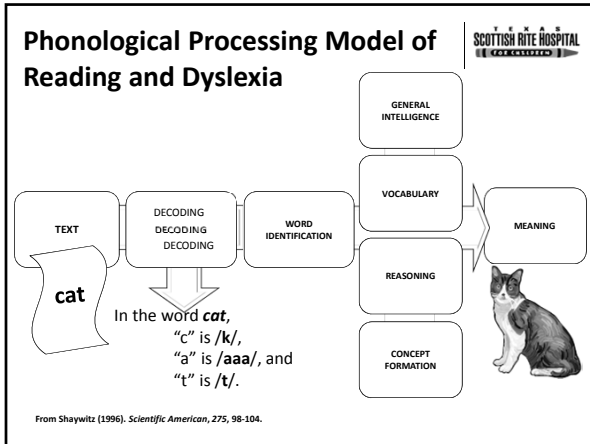 Phonological Processing Model of
Reading and Dyslexia
TEXAS
SCOTTISH RITE HOSPITAL
FOR CHILDREN
GENERAL
INTELLIGENCE
VOCABULARY
TEXT
DECODING
DECODING
DECODING
WORD
IDENTIFICATION
MEANING
REASONING
cat
In the word cat,
“c” is /k/,
“a” is /aaa/, and
“t” is /t/.
CONCEPT
FORMATION
From Shaywitz (1996). Scientific American, 275, 98-104.